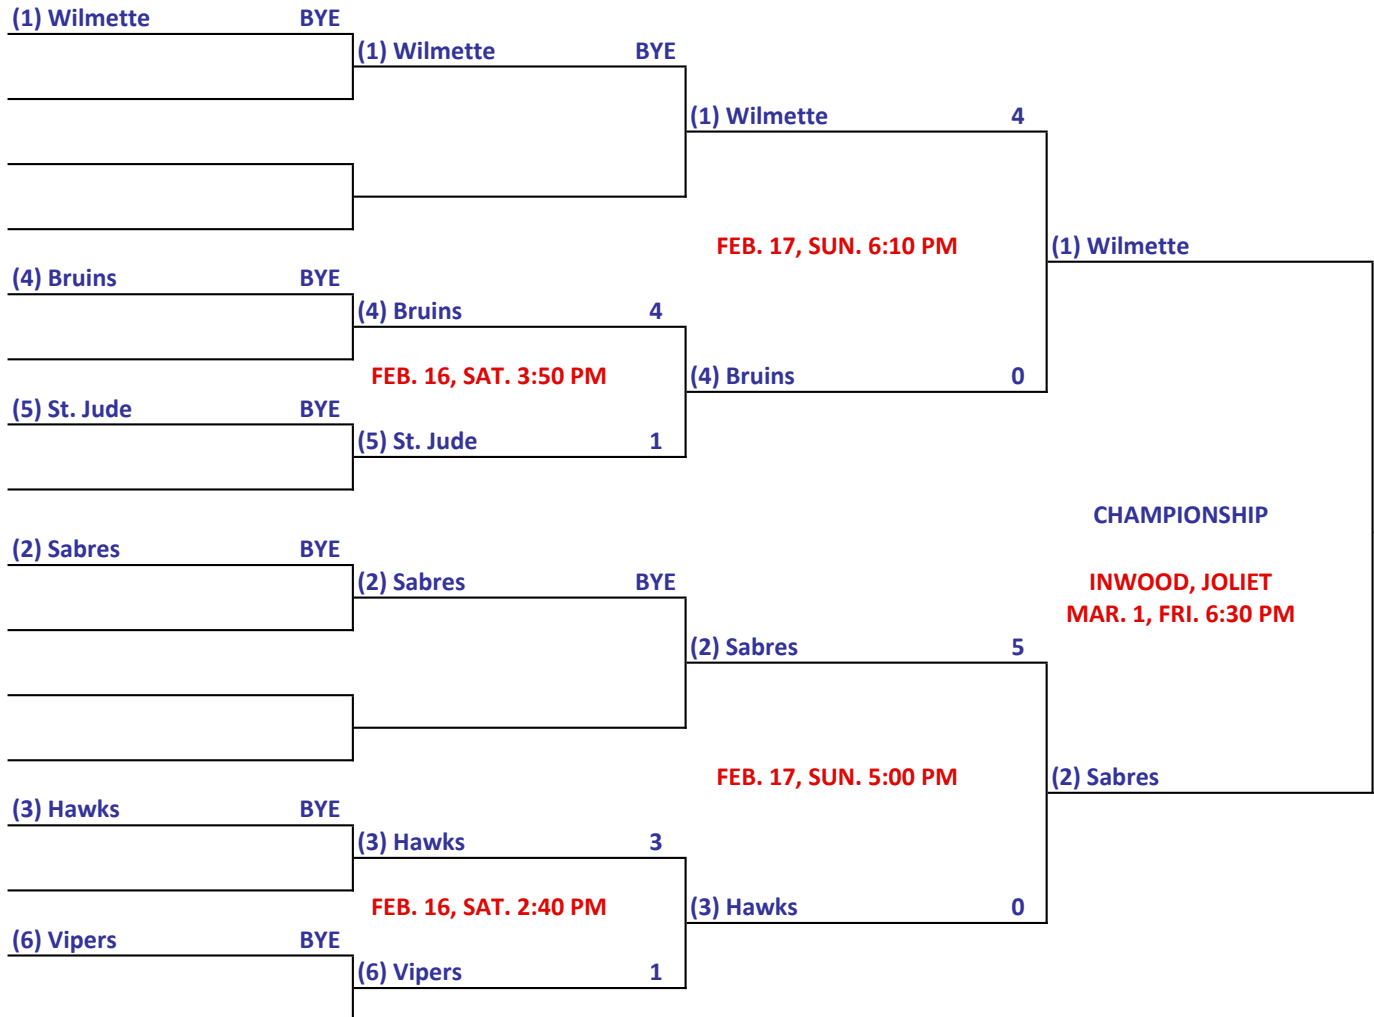 (1) Wilmette BYE
(1) Wilmette BYE
(1) Wilmette 4
FEB. 17, SUN. 6:10 PM
(1) Wilmette
(4) Bruins BYE
(4) Bruins 4
FEB. 16, SAT. 3:50 PM
(4) Bruins 0
(5) St. Jude BYE
(5) St. Jude 1
CHAMPIONSHIP
(2) Sabres BYE
(2) Sabres BYE
INWOOD, JOLIET
MAR. 1, FRI. 6:30 PM
(2) Sabres 5
FEB. 17, SUN. 5:00 PM
(2) Sabres
(3) Hawks BYE
(3) Hawks 3
FEB. 16, SAT. 2:40 PM
(3) Hawks 0
(6) Vipers BYE
(6) Vipers 1